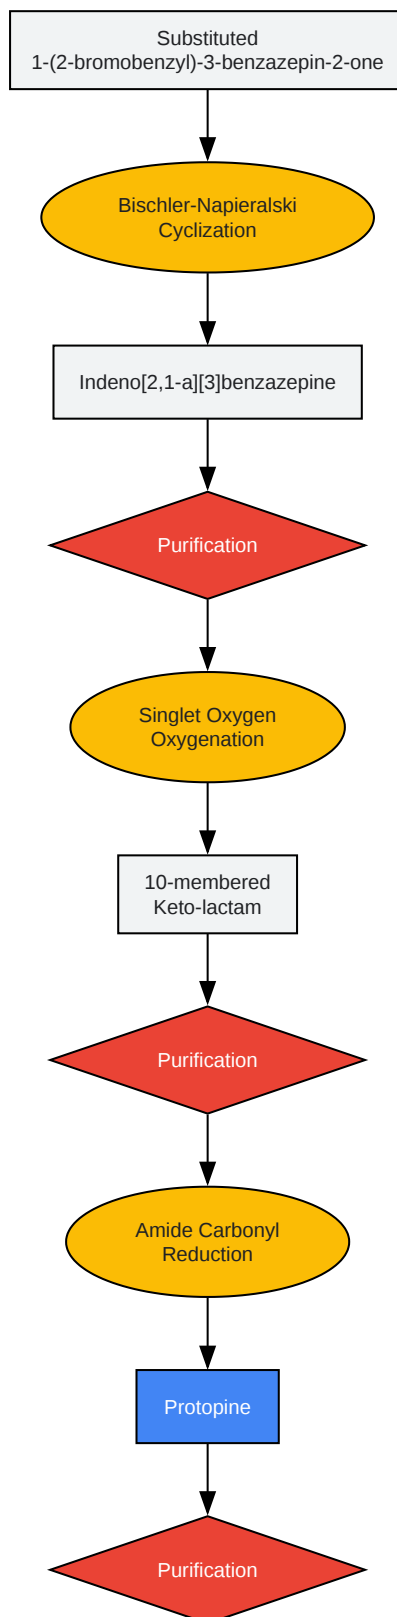 Substituted
1-(2-bromobenzyl)-3-benzazepin-2-one
Bischler-Napieralski
Cyclization
Indeno[2,1-a][3]benzazepine
Purification
Singlet Oxygen
Oxygenation
10-membered
Keto-lactam
Purification
Amide Carbonyl
Reduction
Protopine
Purification